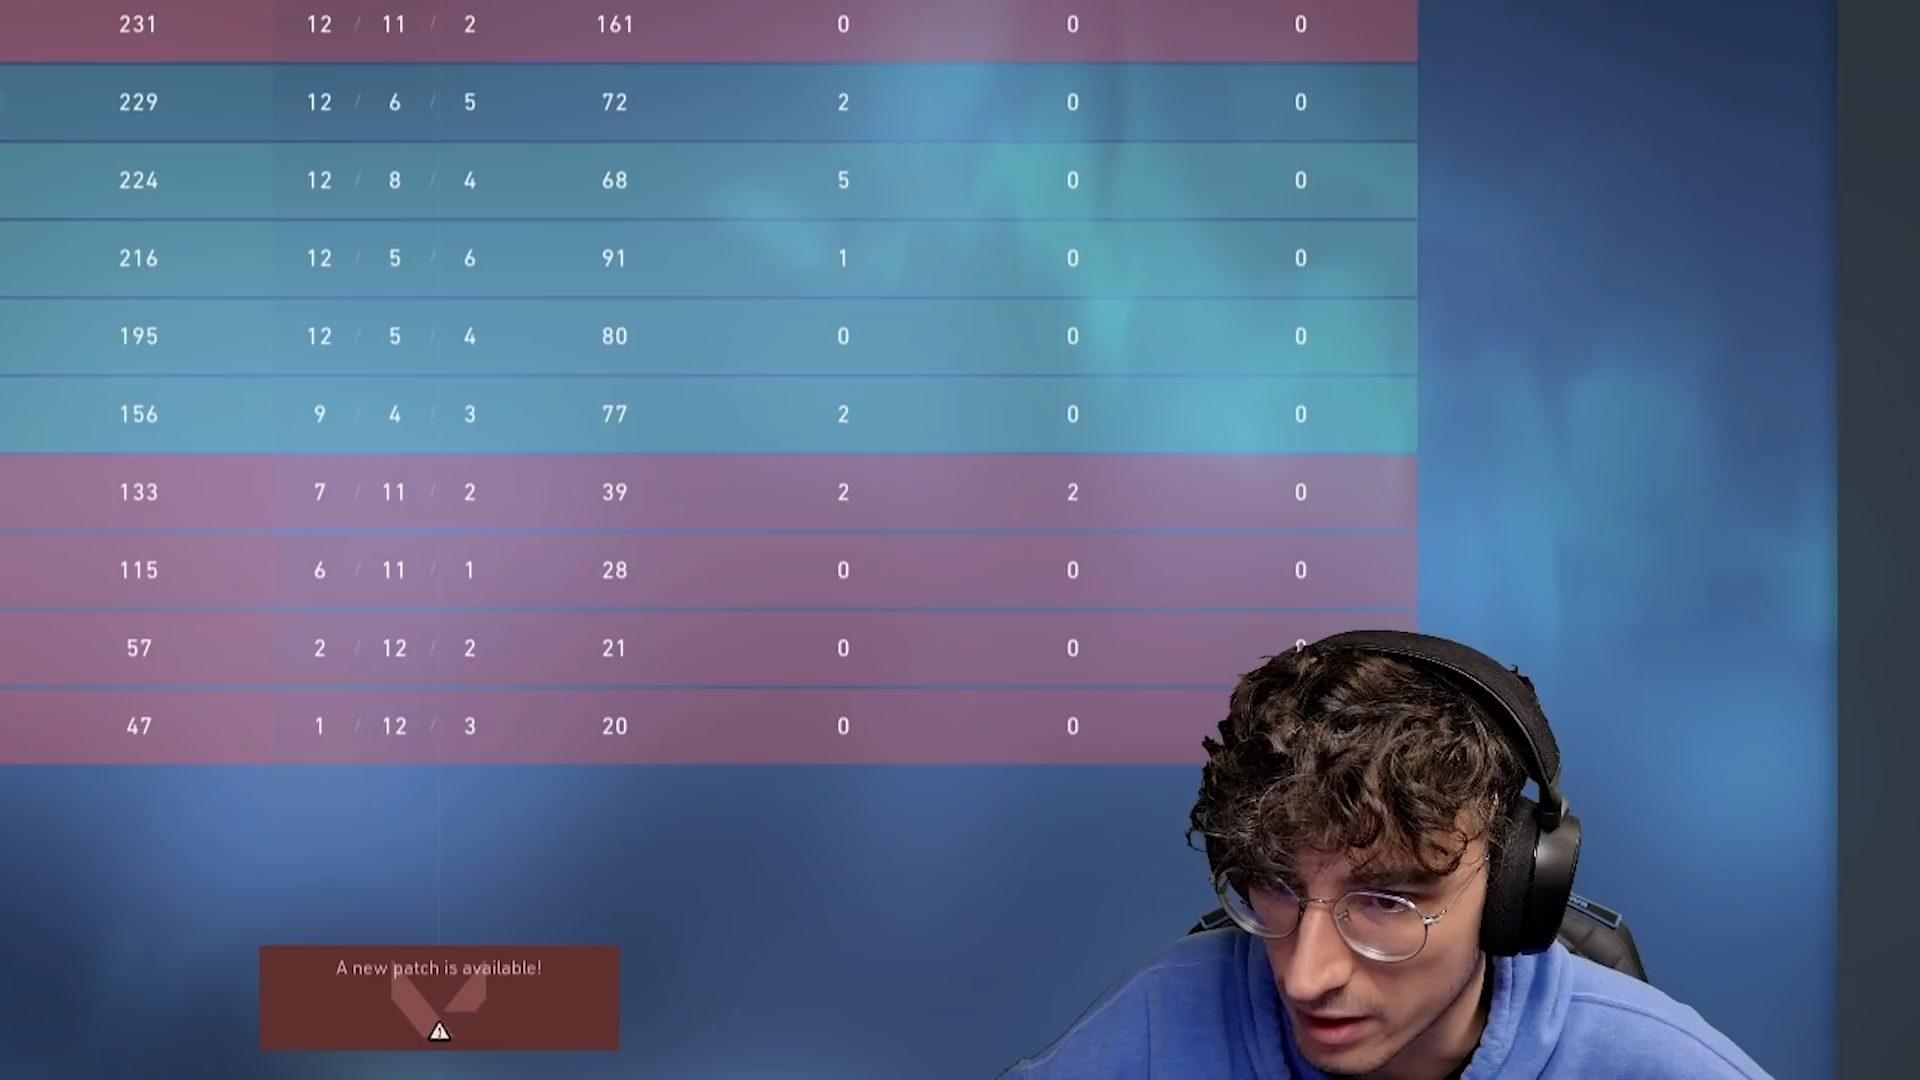 231 12 / 11 / 2 161 0 0 0
229 12 / 6 / 5 72 2 0 0
224 12 / 8 / 4 68 5 0 0
216 12 / 5 / 6 91 1 0 0
195 12 / 5 / 4 80 0 0 0
156 9 / 4 / 3 77 2 0 0
133 7 / 11 / 2 39 2 2 0
115 6 / 11 / 1 28 0 0 0
57 2 / 12 / 2 21 0 0
47 1 / 12 / 3 20 0 0
A new patch is available!